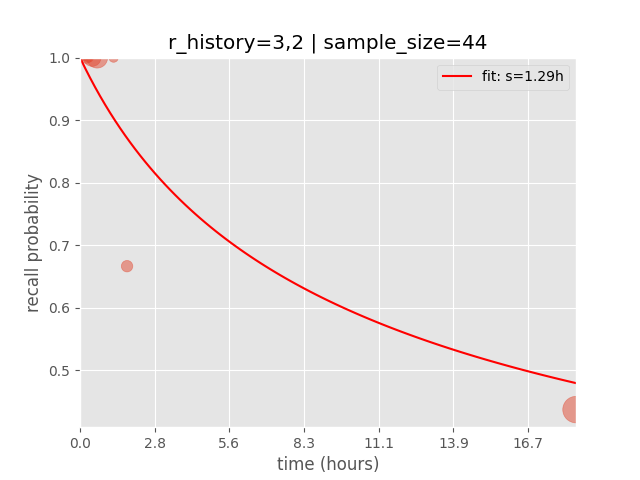 r_history=3,2 | sample_size=44
fit: s=1.29h
recall probability
1.0
0.9
0.8
0.7
0.6
0.5
0.0 2.8 5.6 8.3 11.1 13.9 16.7
time (hours)